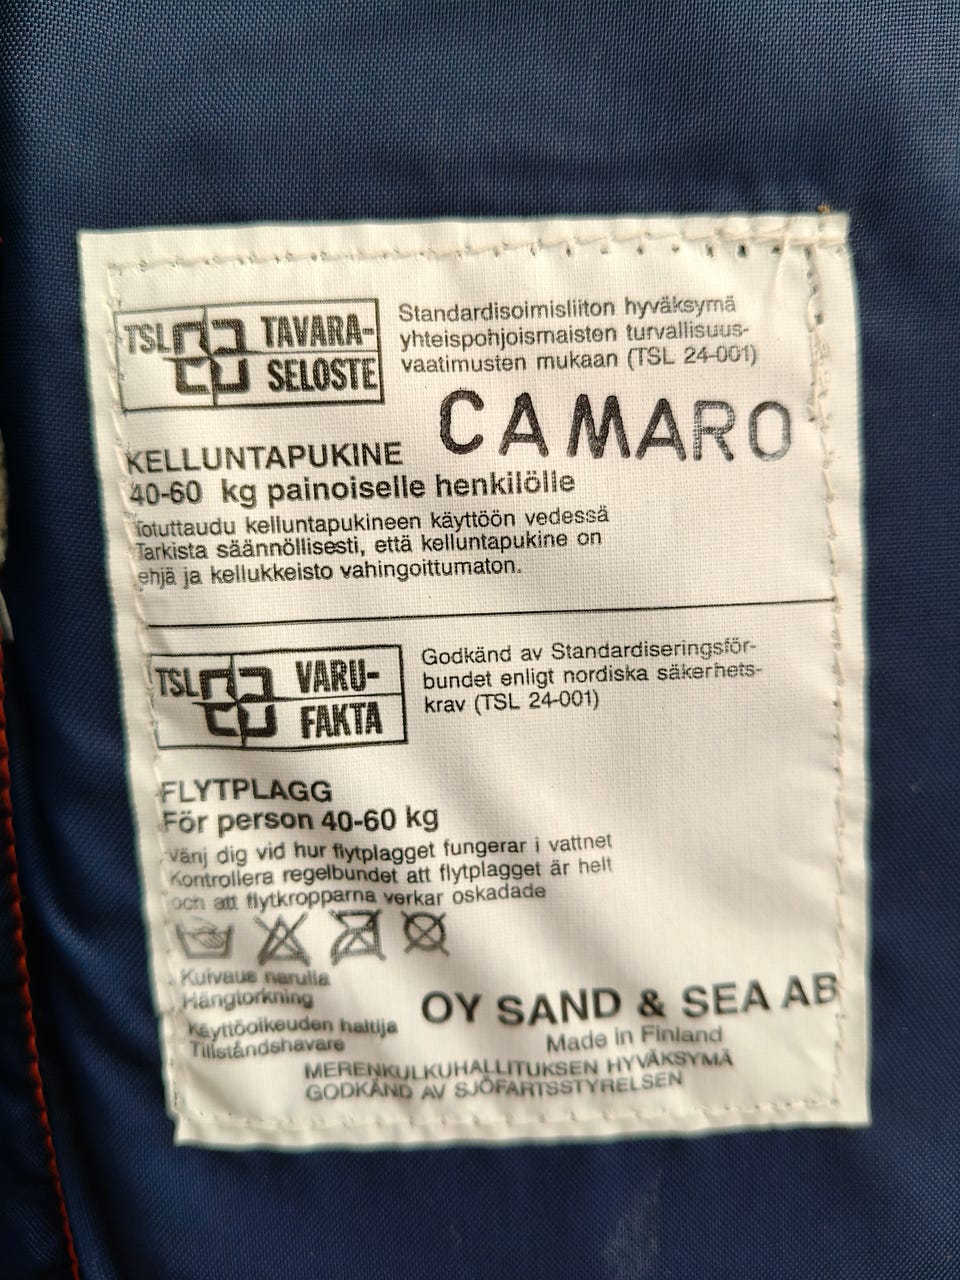 TSL TAVARA-
SELOSTE
Standardisoimisliiton hyväksymä
yhteispohjoismaisten turvallisuus-
vaatimusten mukaan (TSL 24-001)
CAMARO
KELLUNTAPUKINE
40-60 kg painoiselle henkilölle
Totuttaudu kelluntapukineen käyttöön vedessä
Tarkista säännöllisesti, että kelluntapukine on
ehjä ja kellukkeisto vahingoittumaton.
TSL VARU-
FAKTA
Godkänd av Standardiseringsför-
bundet enligt nordiska säkerhets-
krav (TSL 24-001)
FLYTPLAGG
För person 40-60 kg
Vänj dig vid hur flytplagget fungerar i vattnet
Kontrollera regelbundet att flytplagget är helt
och att flytkropparna verkar oskadade
Kuivaus narulla
Hängtorkning
Käyttöoikeuden haltija
Tillståndshavare
OY SAND & SEA AB
Made in Finland
MERENKULKUHALLITUKSEN HYVÄKSYMÄ
GODKÄND AV SJÖFARTSSTYRELSEN